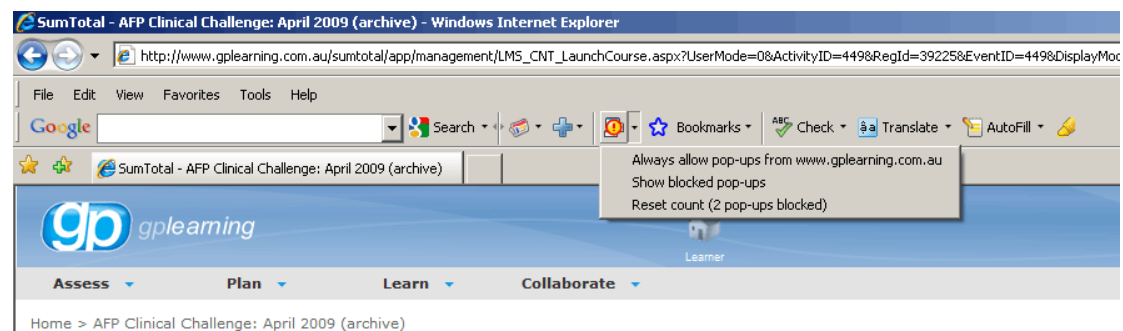 SumTotal - AFP Clinical Challenge: April 2009 (archive) - Windows Internet Explorer
http://www.gplearning.com.au/sumtotal/app/management/LMS_CNT_LaunchCourse.aspx?UserMode=0&ActivityID=449&RegId=39225&EventID=449&DisplayMod
File Edit View Favorites Tools Help
Google Search Bookmarks ABC Check aä Translate AutoFill
SumTotal - AFP Clinical Challenge: April 2009 (archive)
Always allow pop-ups from www.gplearning.com.au
Show blocked pop-ups
Reset count (2 pop-ups blocked)
gp gplearning
Learner
Assess Plan Learn Collaborate
Home > AFP Clinical Challenge: April 2009 (archive)